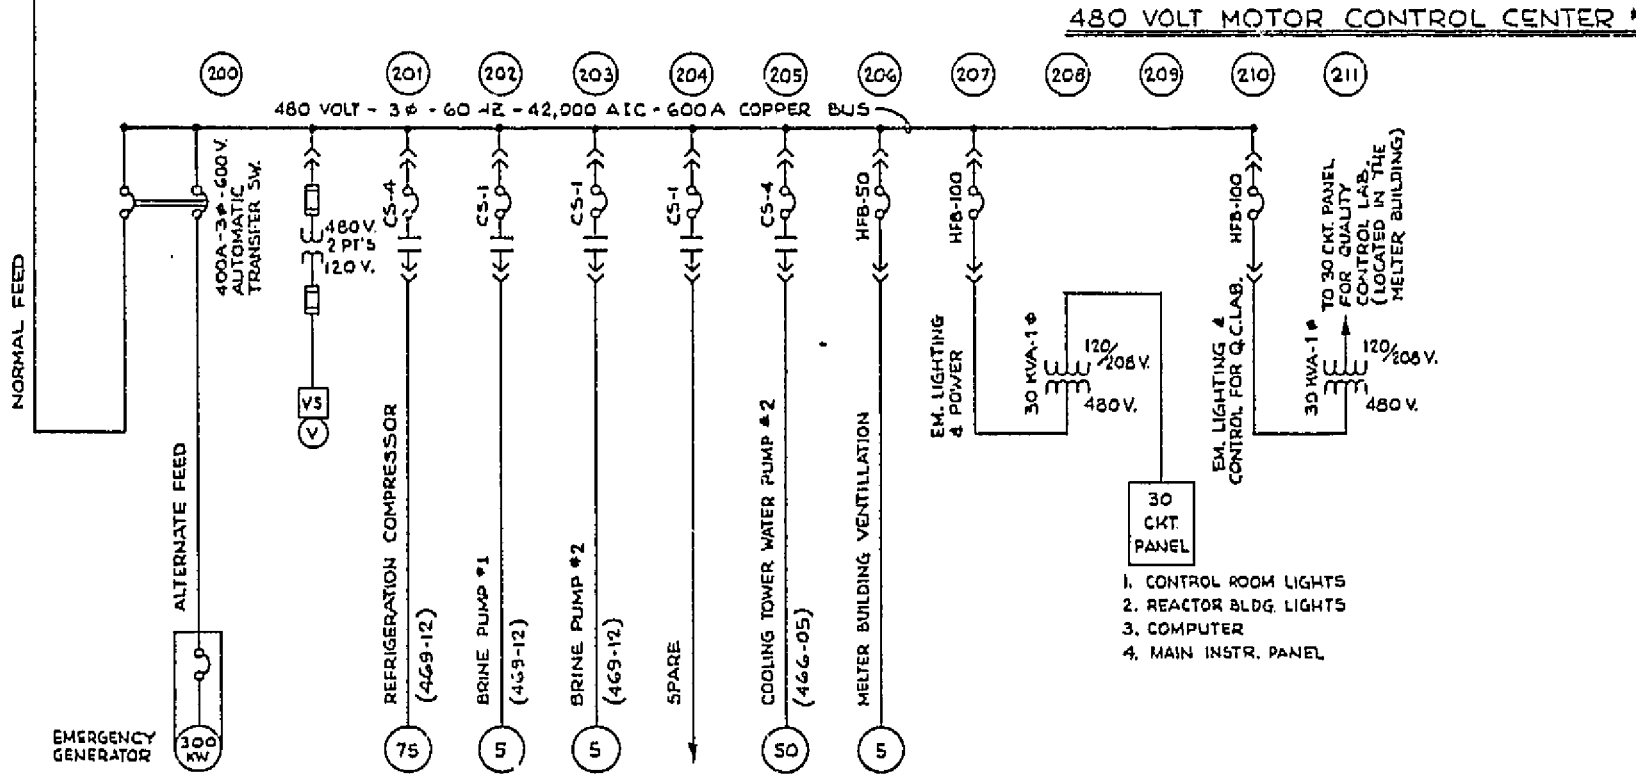 480 VOLT MOTOR CONTROL CENTER
200
201
202
203
204
205
206
207
208
209
210
211
480 VOLT - 3φ - 60 HZ - 42,000 AIC - 600A COPPER BUS
NORMAL FEED
400A-3φ-600V.
AUTOMATIC
TRANSFER SW.
ALTERNATE FEED
EMERGENCY
GENERATOR
300
KW
480V.
2 PT'S
120V.
VS
V
CS-4
REFRIGERATION COMPRESSOR
(469-12)
75
CS-1
BRINE PUMP #1
(469-12)
5
CS-1
BRINE PUMP #2
(469-12)
5
CS-1
SPARE
CS-4
COOLING TOWER WATER PUMP #2
(466-05)
50
HFB-50
MELTER BUILDING VENTILLATION
5
HFB-100
EM. LIGHTING
& POWER
30 KVA-1φ
120/208V.
480V.
30
CKT.
PANEL
1. CONTROL ROOM LIGHTS
2. REACTOR BLDG. LIGHTS
3. COMPUTER
4. MAIN INSTR. PANEL
HFB-100
EM. LIGHTING &
CONTROL FOR Q.C. LAB.
30 KVA-1φ
120/208V.
480V.
TO 30 CKT. PANEL
FOR QUALITY
CONTROL LAB.
(LOCATED IN THE
MELTER BUILDING)